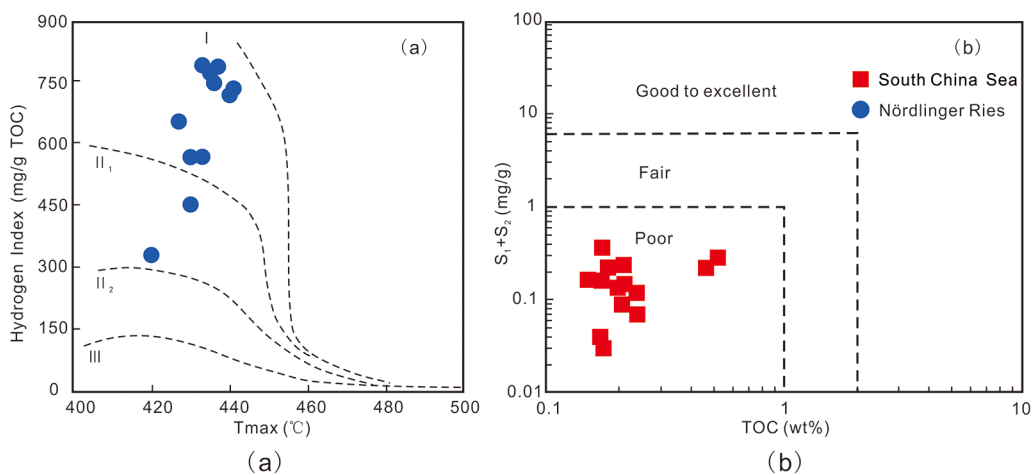 900
750
600
450
300
150
0
Hydrogen Index (mg/g TOC)
I
(a)
II1
II2
III
400
420
440
460
480
500
Tmax (℃)
(a)
100
10
1
0.1
0.01
S1+S2 (mg/g)
(b)
South China Sea
Nördlinger Ries
Good to excellent
Fair
Poor
0.1
1
10
TOC (wt%)
(b)